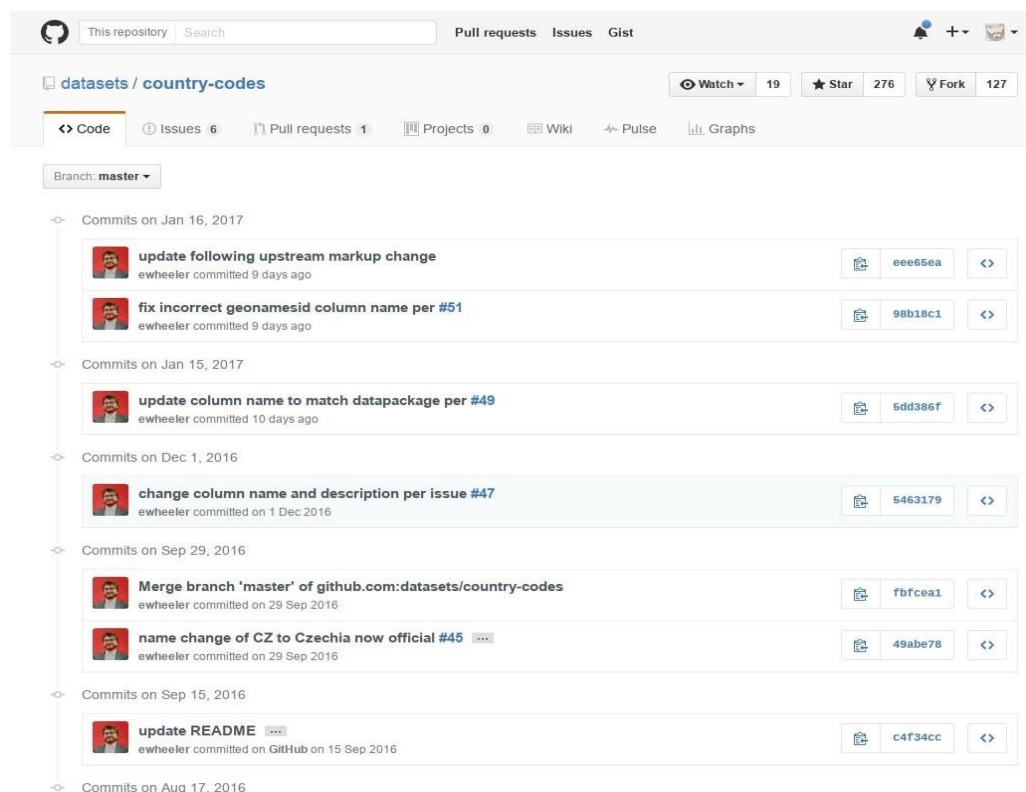 This repository Search Pull requests Issues Gist
datasets / country-codes Watch 19 Star 276 Fork 127
Code Issues 6 Pull requests 1 Projects 0 Wiki Pulse Graphs
Branch: master
Commits on Jan 16, 2017
update following upstream markup change
eee65ea
ewheeler committed 9 days ago
fix incorrect geonamesid column name per #51
98b18c1
ewheeler committed 9 days ago
Commits on Jan 15, 2017
update column name to match datapackage per #49
5dd386f
ewheeler committed 10 days ago
Commits on Dec 1, 2016
change column name and description per issue #47
5463179
ewheeler committed on 1 Dec 2016
Commits on Sep 29, 2016
Merge branch 'master' of github.com:datasets/country-codes
fbfcea1
ewheeler committed on 29 Sep 2016
name change of CZ to Czechia now official #45 ...
49abe78
ewheeler committed on 29 Sep 2016
Commits on Sep 15, 2016
update README ...
c4f34cc
ewheeler committed on GitHub on 15 Sep 2016
Commits on Aug 17, 2016